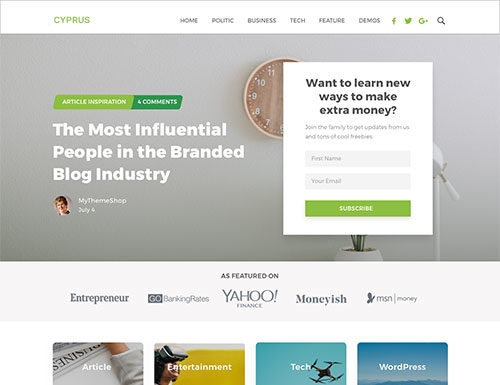 CYPRUS
HOME POLITIC BUSINESS TECH FEATURE DEMOS
ARTICLE INSPIRATION 4 COMMENTS
The Most Influential
People in the Branded
Blog Industry
MyThemeShop
July 4
Want to learn new
ways to make
extra money?
Join the family to get updates from us
and tons of cool freebies.
First Name
Your Email
SUBSCRIBE
AS FEATURED ON
Entrepreneur
GOBankingRates
YAHOO!
FINANCE
Moneyish
msn money
BUSINESS
Article
Entertainment
Tech
WordPress